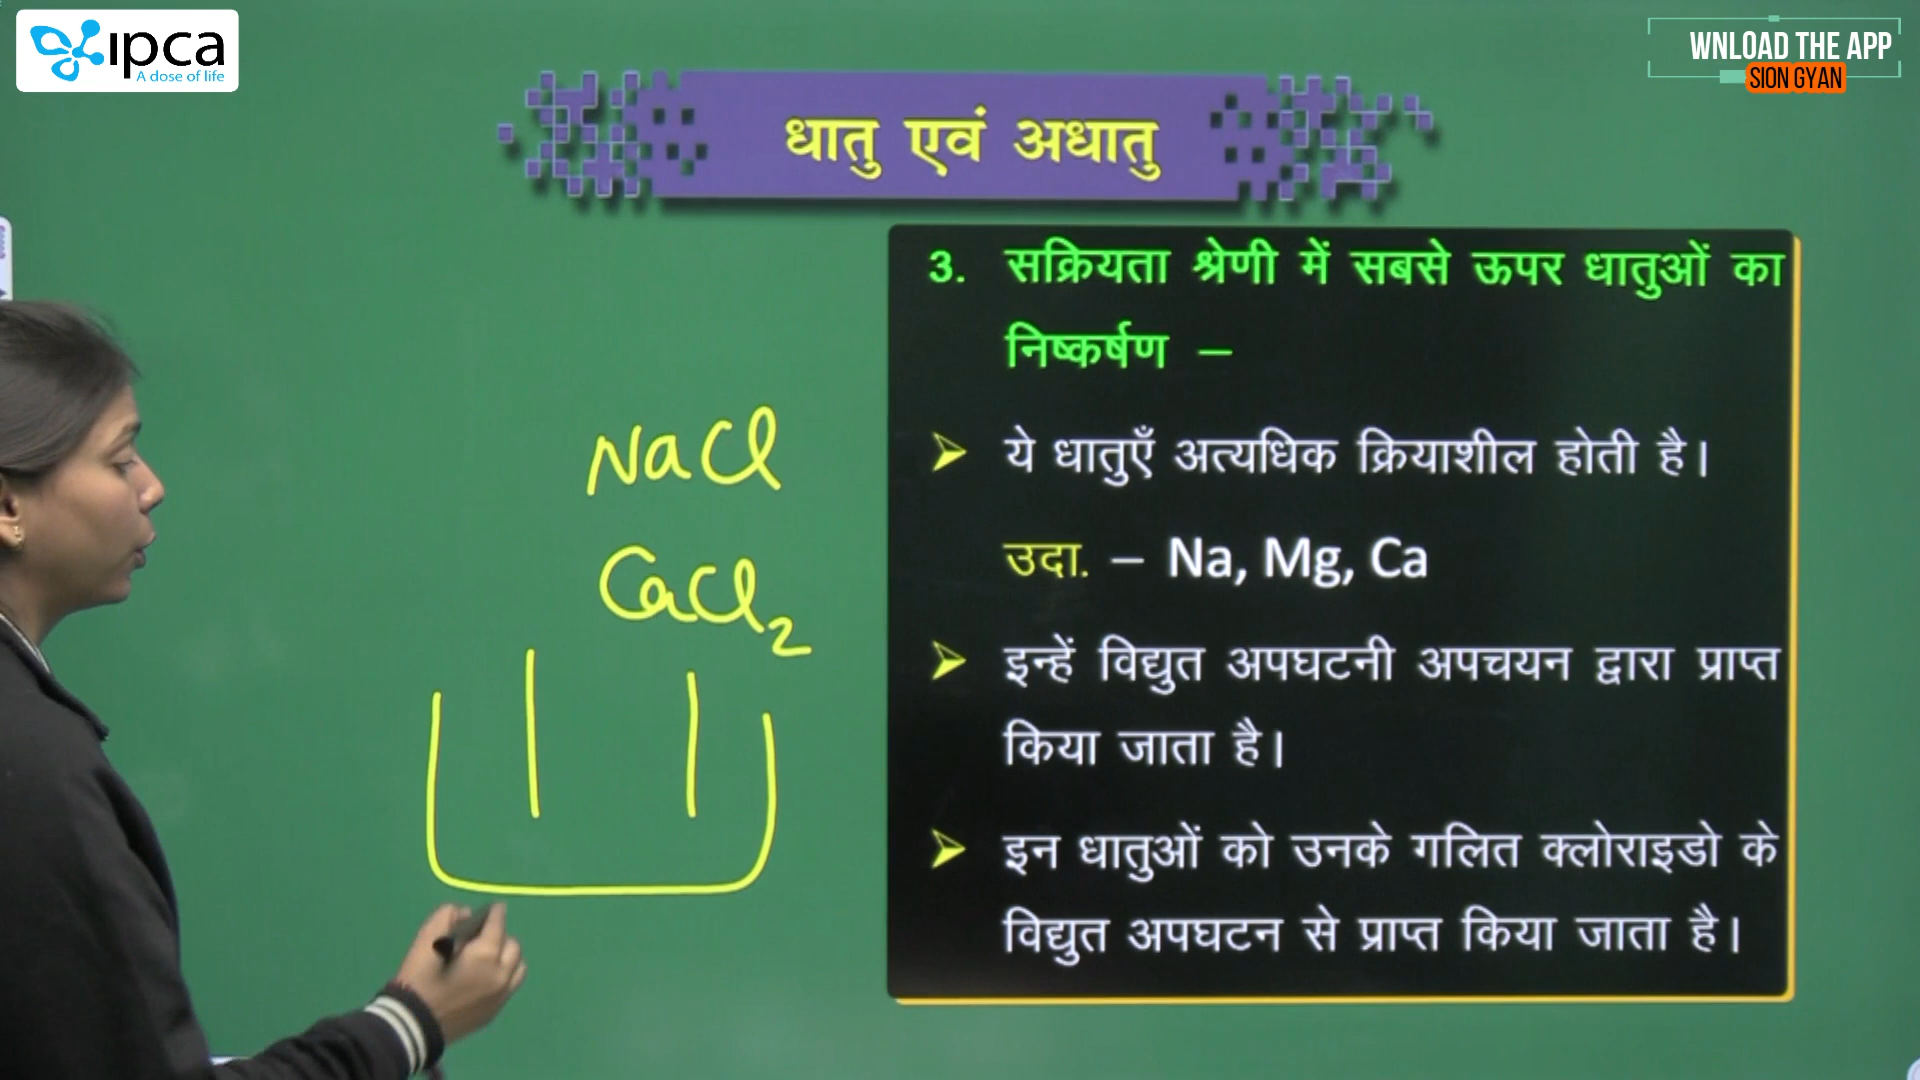 ipca
A dose of life
WNLOAD THE APP
SION GYAN
धातु एवं अधातु
3. सक्रियता श्रेणी में सबसे ऊपर धातुओं का
निष्कर्षण –
ये धातुएँ अत्यधिक क्रियाशील होती है।
उदा. – Na, Mg, Ca
इन्हें विद्युत अपघटनी अपचयन द्वारा प्राप्त
किया जाता है।
इन धातुओं को उनके गलित क्लोराइडो के
विद्युत अपघटन से प्राप्त किया जाता है।
NaCl
CaCl2